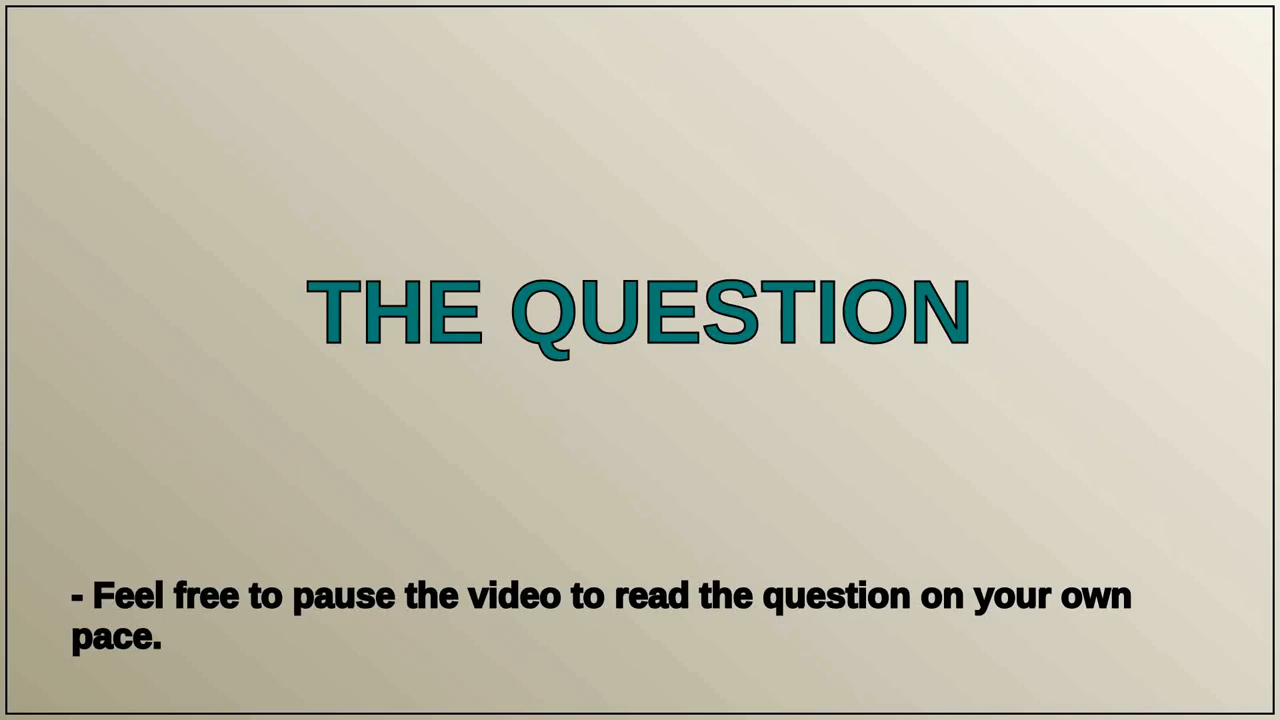 THE QUESTION
- Feel free to pause the video to read the question on your own
pace.